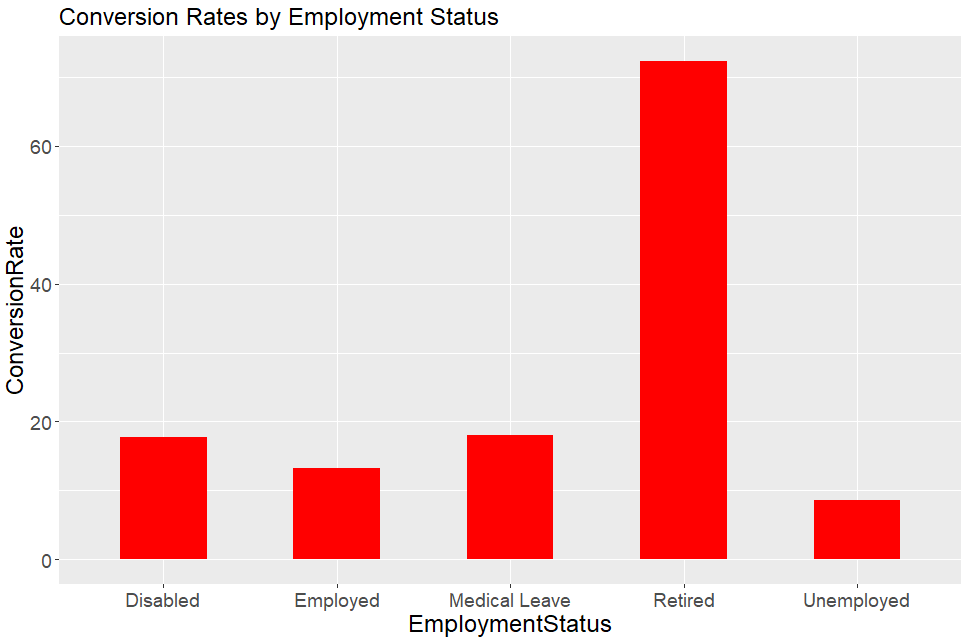 Conversion Rates by Employment Status
ConversionRate
60
40
20
0
Disabled Employed Medical Leave Retired Unemployed
EmploymentStatus